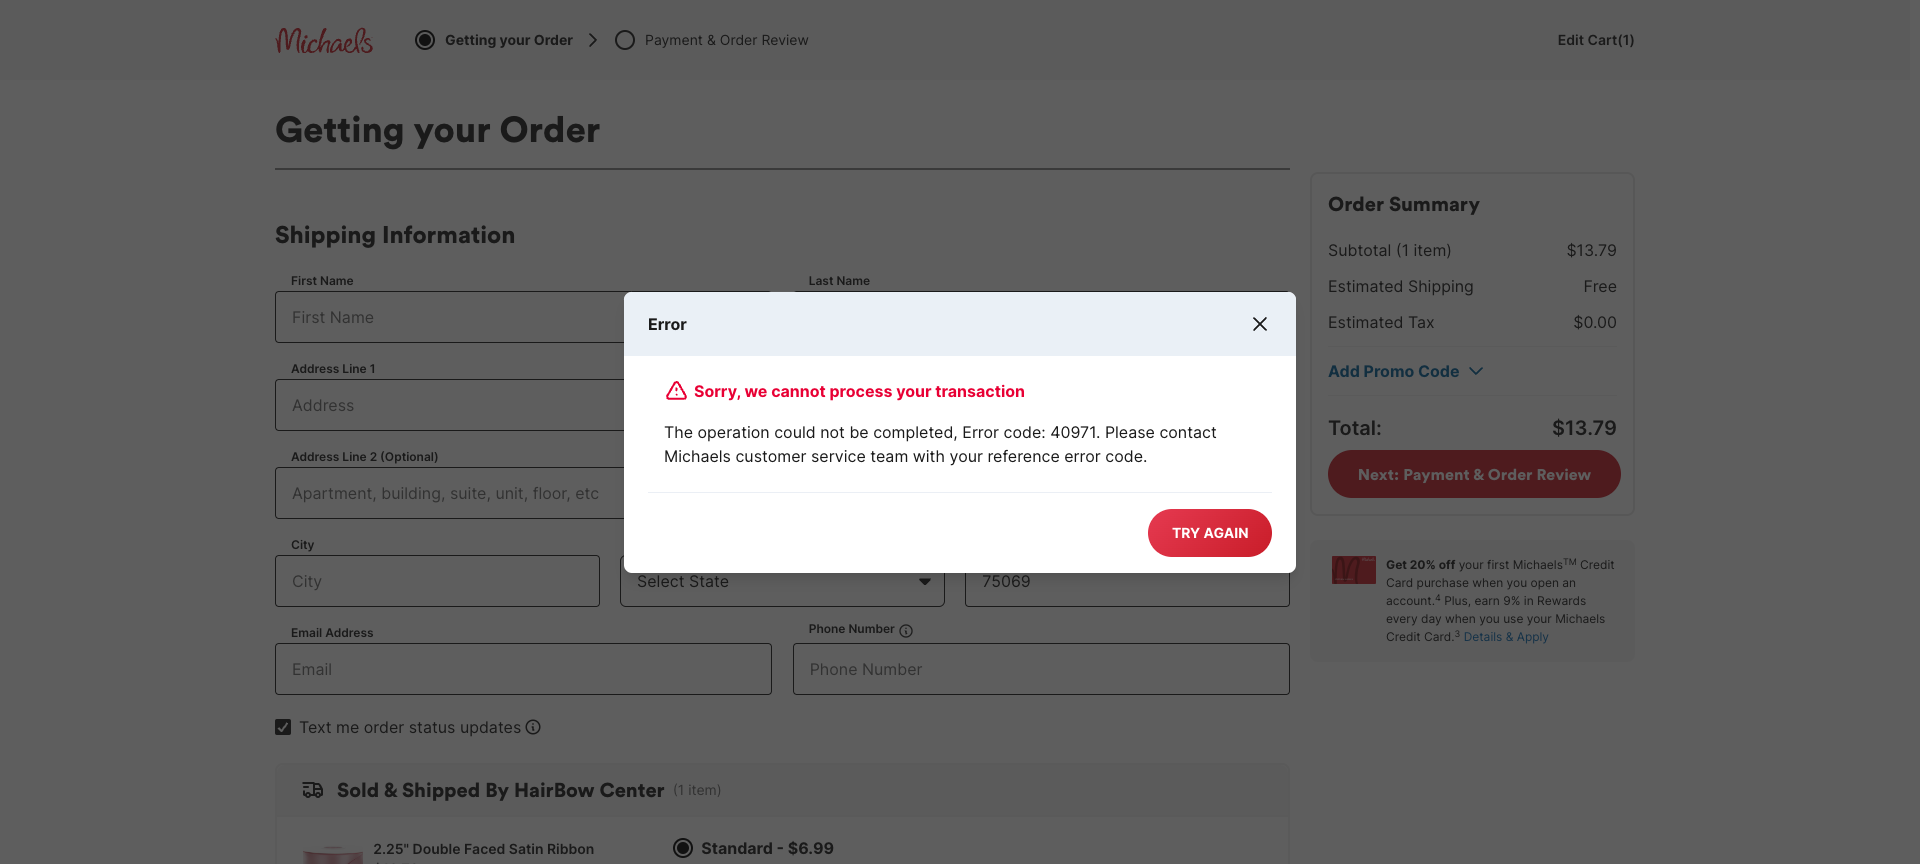 Michaels
Getting your Order
Payment & Order Review
Edit Cart(1)
Getting your Order
Shipping Information
First Name
Last Name
First Name
Address Line 1
Address
Address Line 2 (Optional)
Apartment, building, suite, unit, floor, etc
City
City
Select State
75069
Email Address
Phone Number
Email
Phone Number
Text me order status updates
Sold & Shipped By HairBow Center (1 item)
2.25" Double Faced Satin Ribbon
Standard - $6.99
Error
Sorry, we cannot process your transaction
The operation could not be completed, Error code: 40971. Please contact
Michaels customer service team with your reference error code.
TRY AGAIN
Order Summary
Subtotal (1 item) $13.79
Estimated Shipping Free
Estimated Tax $0.00
Add Promo Code
Total: $13.79
Next: Payment & Order Review
Get 20% off your first Michaels™ Credit
Card purchase when you open an
account.⁴ Plus, earn 9% in Rewards
every day when you use your Michaels
Credit Card.³ Details & Apply